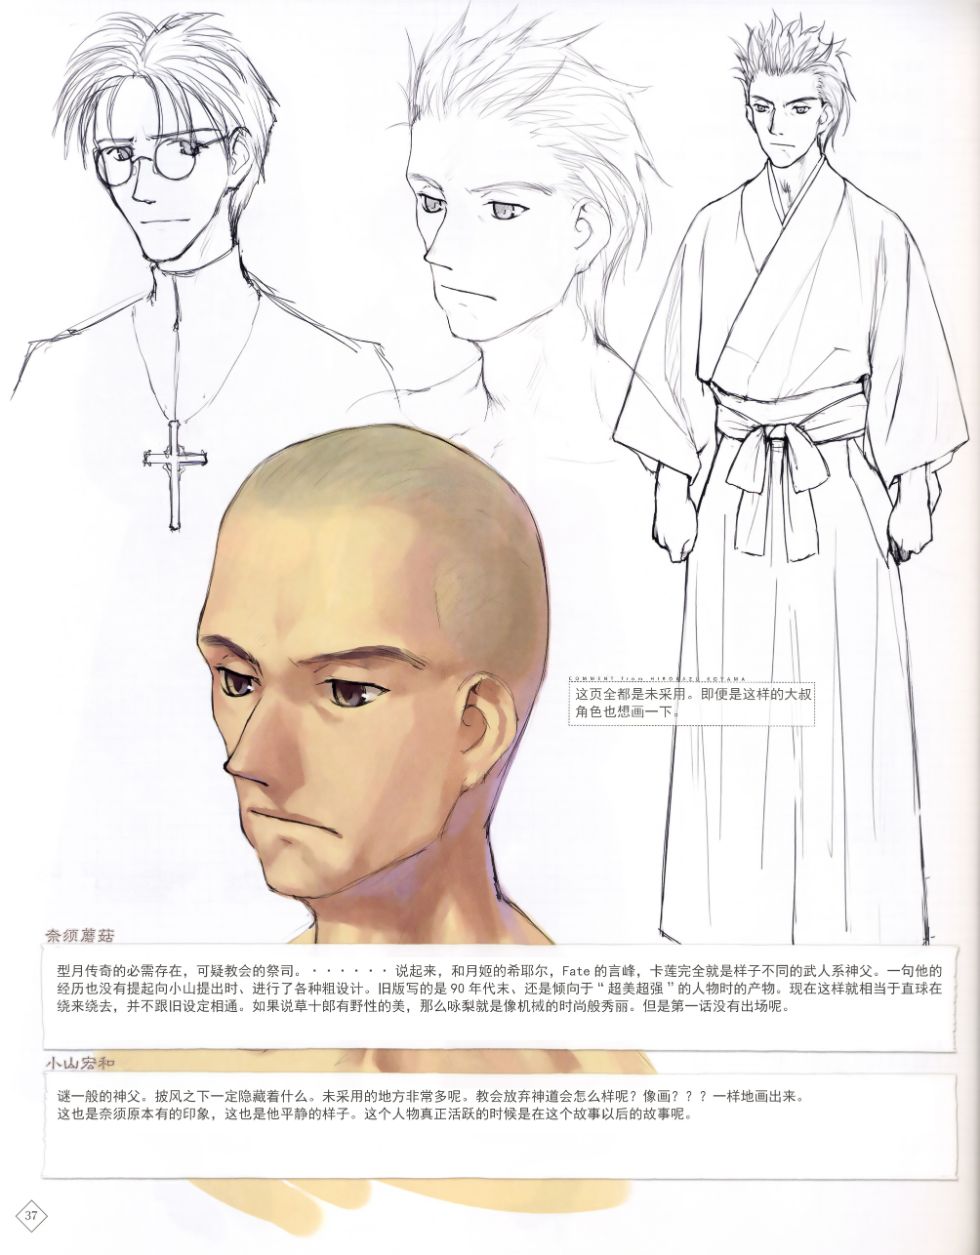 COMMENT from HIROKAZU KOYAMA
这页全都是未采用。即便是这样的大叔
角色也想画一下。
奈须蘑菇
型月传奇的必需存在，可疑教会的祭司。・・・・・・说起来，和月姬的希耶尔，Fate 的言峰，卡莲完全就是样子不同的武人系神父。一句他的
经历也没有提起向小山提出时、进行了各种粗设计。旧版写的是 90 年代末、还是倾向于“超美超强”的人物时的产物。现在这样就相当于直球在
绕来绕去，并不跟旧设定相通。如果说草十郎有野性的美，那么咏梨就是像机械的时尚般秀丽。但是第一话没有出场呢。
小山宏和
谜一般的神父。披风之下一定隐藏着什么。未采用的地方非常多呢。教会放弃神道会怎么样呢？像画？？？一样地画出来。
这也是奈须原本有的印象，这也是他平静的样子。这个人物真正活跃的时候是在这个故事以后的故事呢。
37